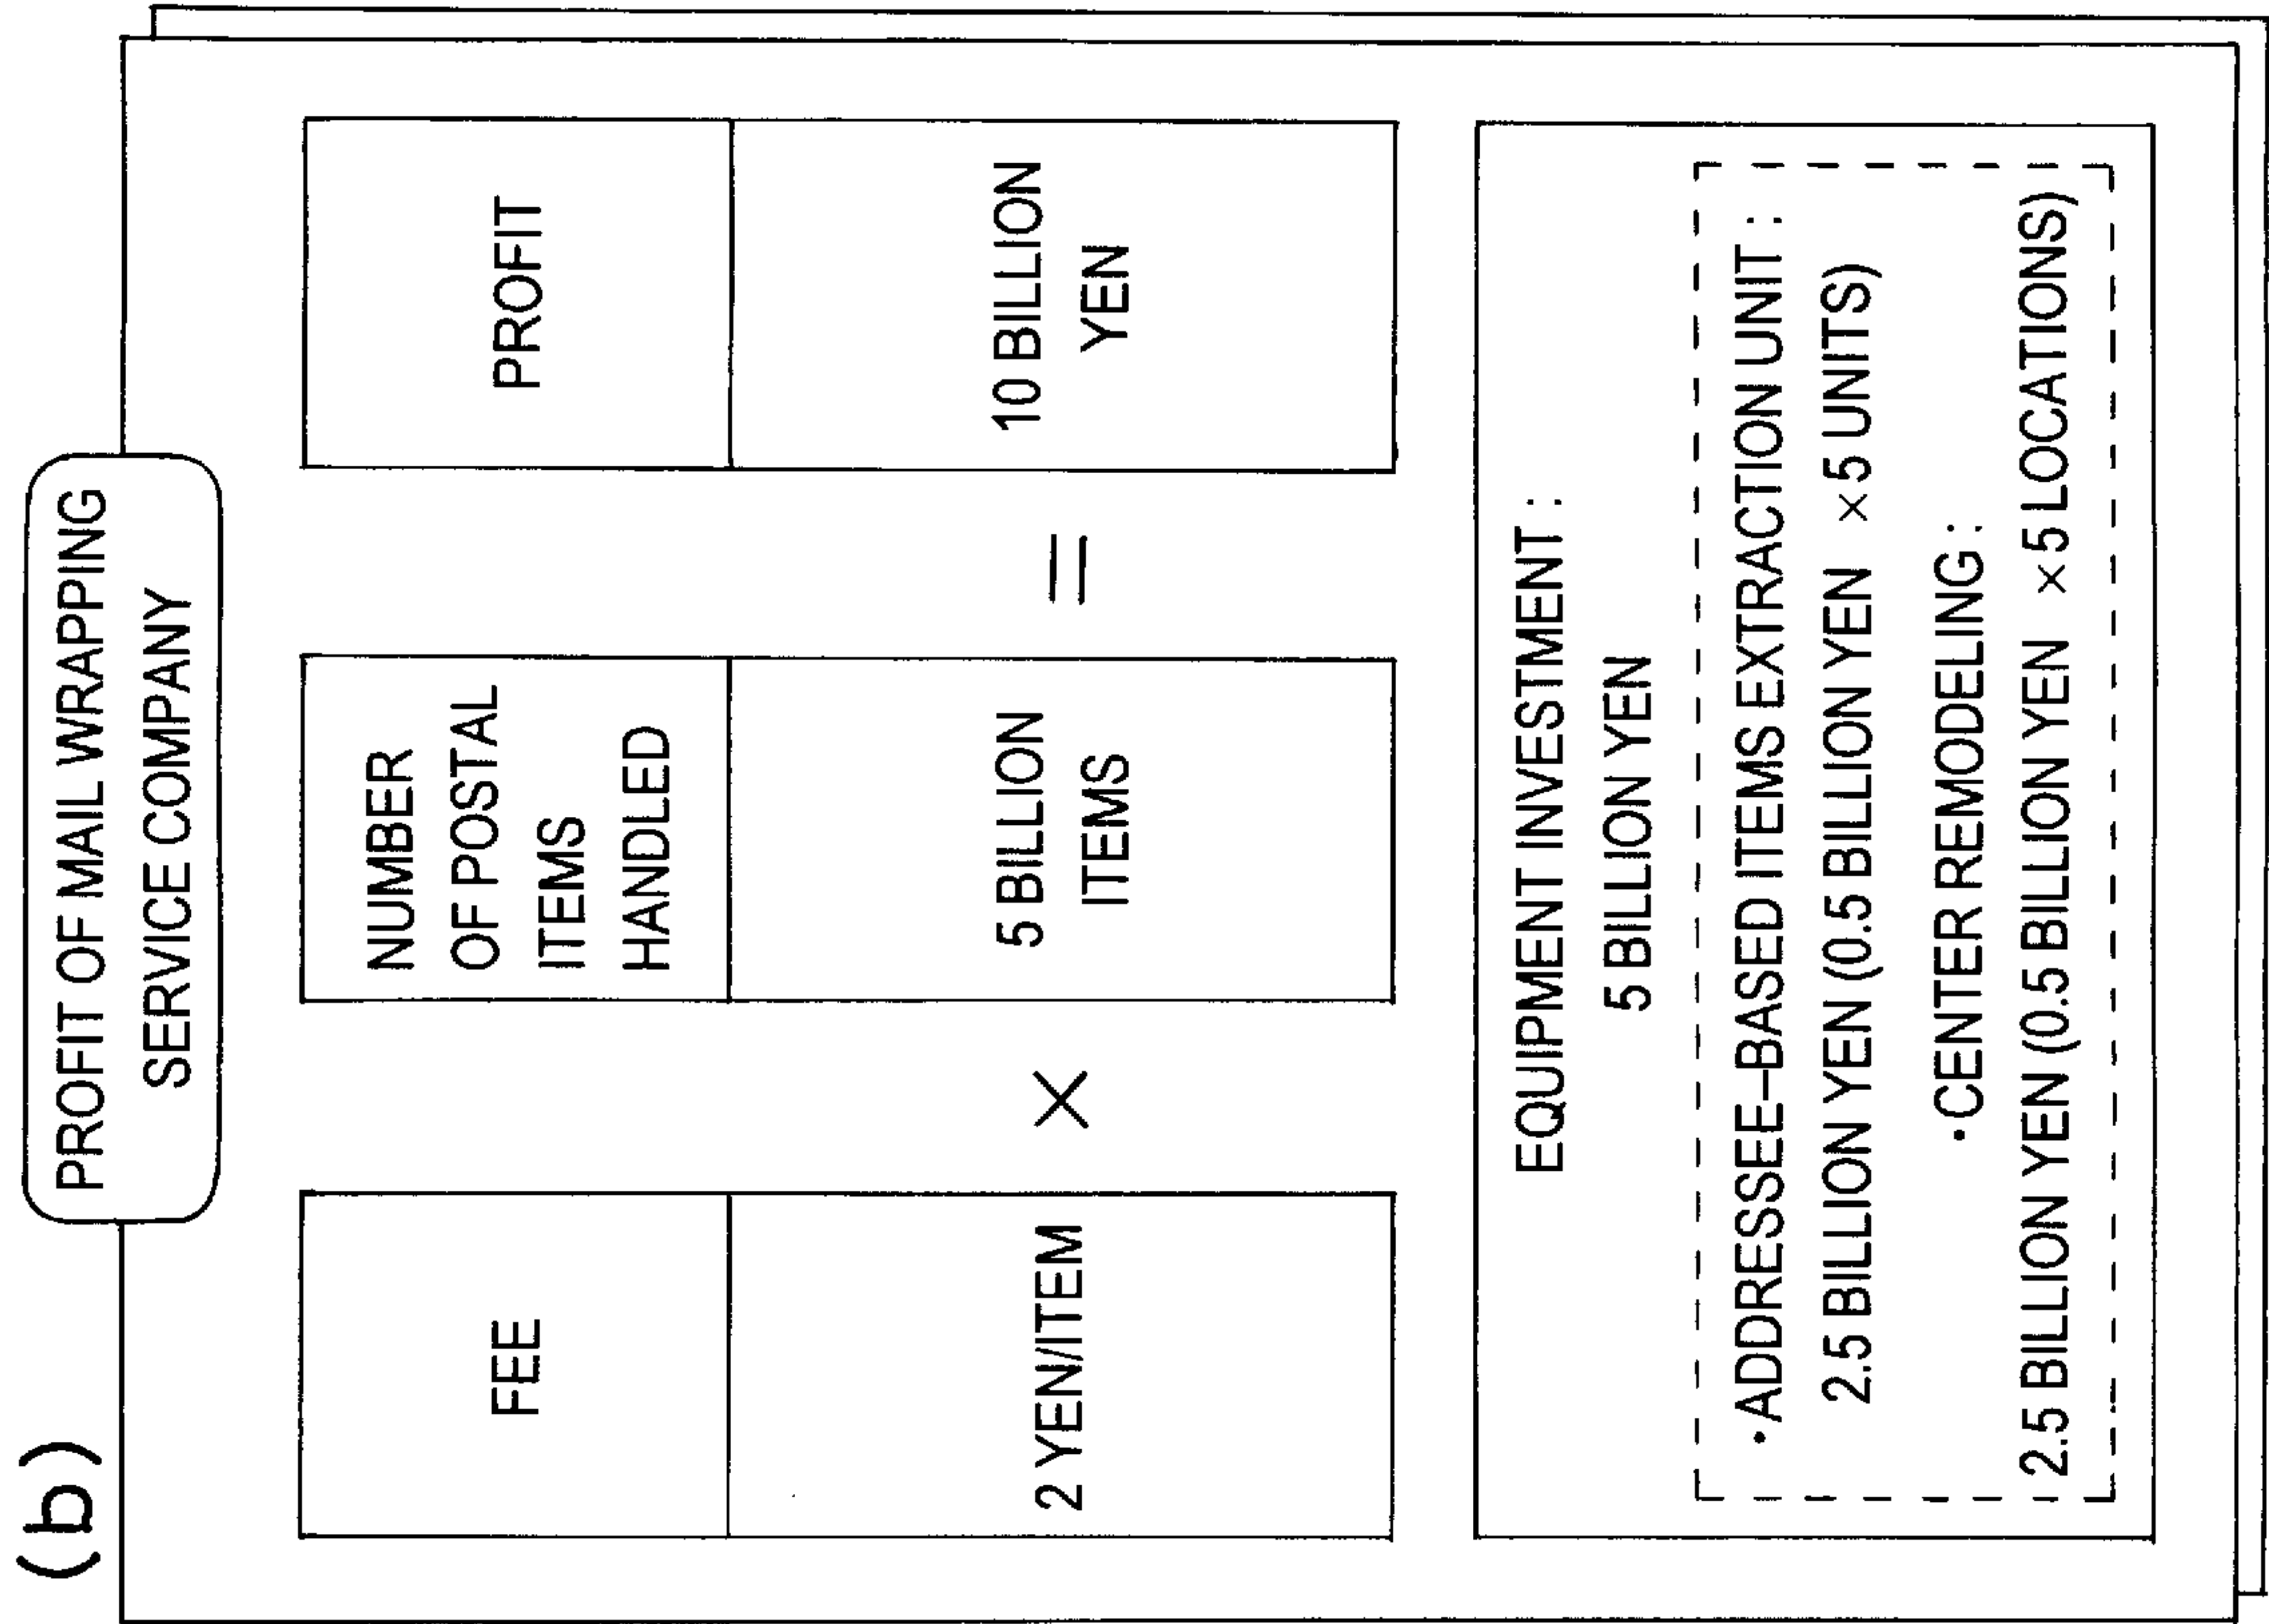 (b)
PROFIT OF MAIL WRAPPING
SERVICE COMPANY
FEE
2 YEN/ITEM
×
NUMBER
OF POSTAL
ITEMS
HANDLED
5 BILLION
ITEMS
=
PROFIT
10 BILLION
YEN
EQUIPMENT INVESTMENT :
5 BILLION YEN
•ADDRESSEE–BASED ITEMS EXTRACTION UNIT :
2.5 BILLION YEN (0.5 BILLION YEN ×5 UNITS)
•CENTER REMODELING :
2.5 BILLION YEN (0.5 BILLION YEN ×5 LOCATIONS)